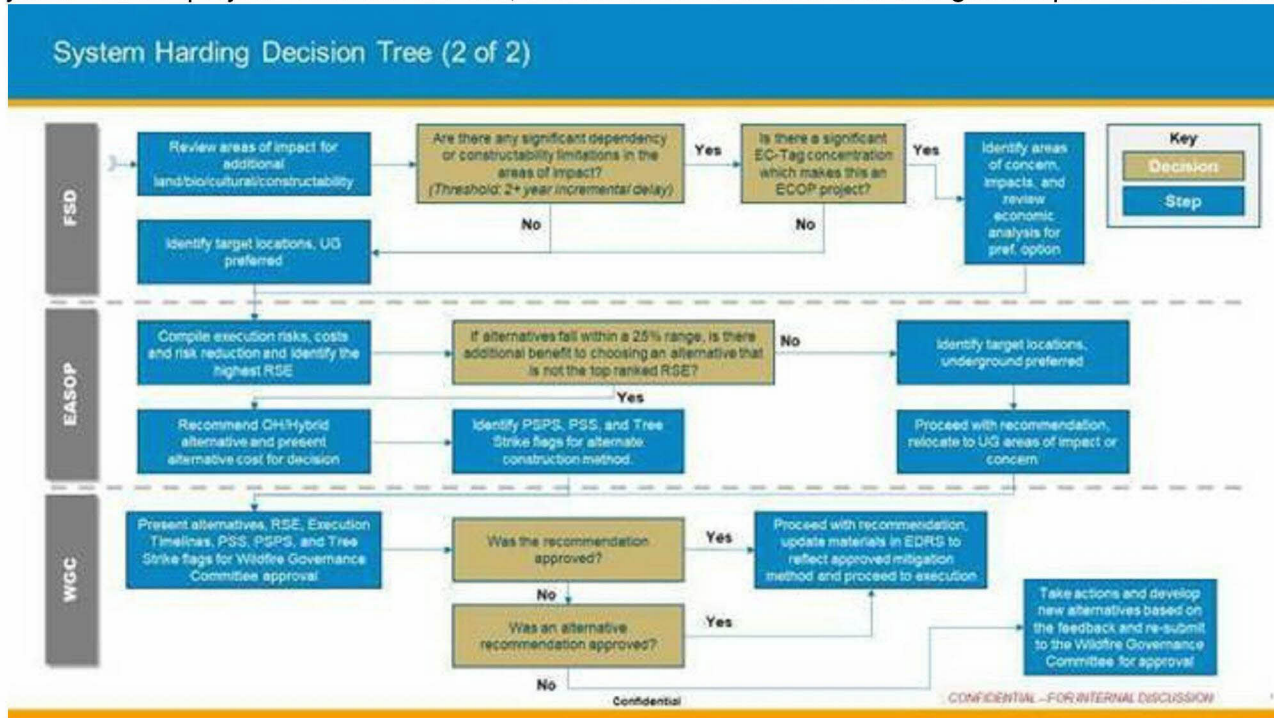 System Harding Decision Tree (2 of 2)
FSD
Review areas of impact for
additional
land/bio/cultural/constructability
Are there any significant dependency
or constructability limitations in the
areas of impact?
(Threshold: 2+ year incremental delay)
Yes
Is there a significant
EC-Tag concentration
which makes this an
ECOP project?
Yes
Identify areas
of concern,
impacts, and
review
economic
analysis for
pref. option
Key
Decision
Step
No
No
Identify target locations, UG
preferred
EASOP
Compile execution risks, costs
and risk reduction and identify the
highest RSE
If alternatives fall within a 25% range, is there
additional benefit to choosing an alternative that
is not the top ranked RSE?
No
Identify target locations,
underground preferred
Yes
Recommend OH/Hybrid
alternative and present
alternative cost for decision
Identify PSPS, PSS, and Tree
Strike flags for alternate
construction method.
Proceed with recommendation,
relocate to UG areas of impact or
concern
WGC
Present alternatives, RSE, Execution
Timelines, PSS, PSPS, and Tree
Strike flags for Wildfire Governance
Committee approval
Was the recommendation
approved?
Yes
Proceed with recommendation,
update materials in EDRS to
reflect approved mitigation
method and proceed to execution
No
Was an alternative
recommendation approved?
Yes
Take actions and develop
new alternatives based on
the feedback and re-submit
to the Wildfire Governance
Committee for approval
No
Confidential
CONFIDENTIAL – FOR INTERNAL DISCUSSION